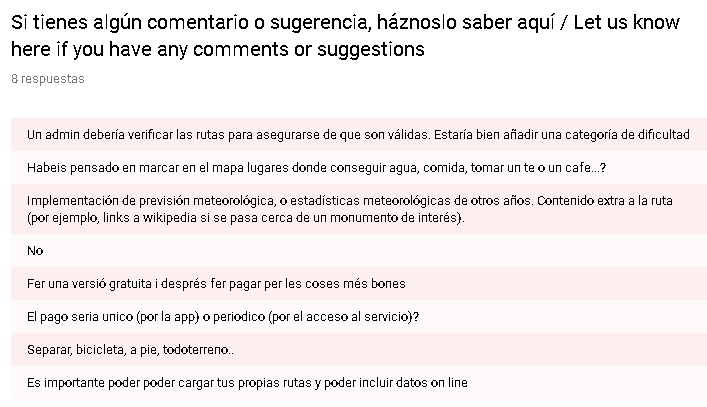 Si tienes algún comentario o sugerencia, háznoslo saber aquí / Let us know
here if you have any comments or suggestions
8 respuestas
Un admin debería verificar las rutas para asegurarse de que son válidas. Estaría bien añadir una categoría de dificultad
Habeis pensado en marcar en el mapa lugares donde conseguir agua, comida, tomar un te o un cafe...?
Implementación de previsión meteorológica, o estadísticas meteorológicas de otros años. Contenido extra a la ruta
(por ejemplo, links a wikipedia si se pasa cerca de un monumento de interés).
No
Fer una versió gratuita i després fer pagar per les coses més bones
El pago seria unico (por la app) o periodico (por el acceso al servicio)?
Separar, bicicleta, a pie, todoterreno..
Es importante poder poder cargar tus propias rutas y poder incluir datos on line